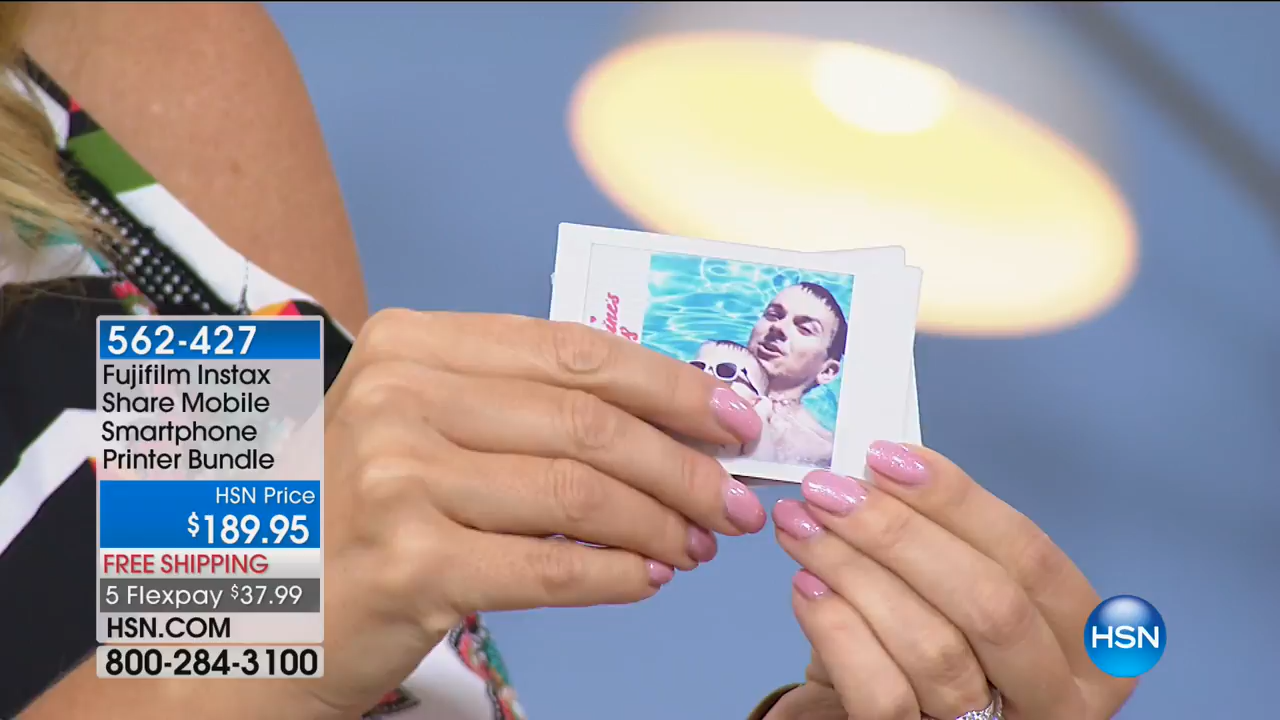 562-427
Fujifilm Instax
Share Mobile
Smartphone
Printer Bundle
HSN Price
$189.95
FREE SHIPPING
5 Flexpay $37.99
HSN.COM
800-284-3100
HSN